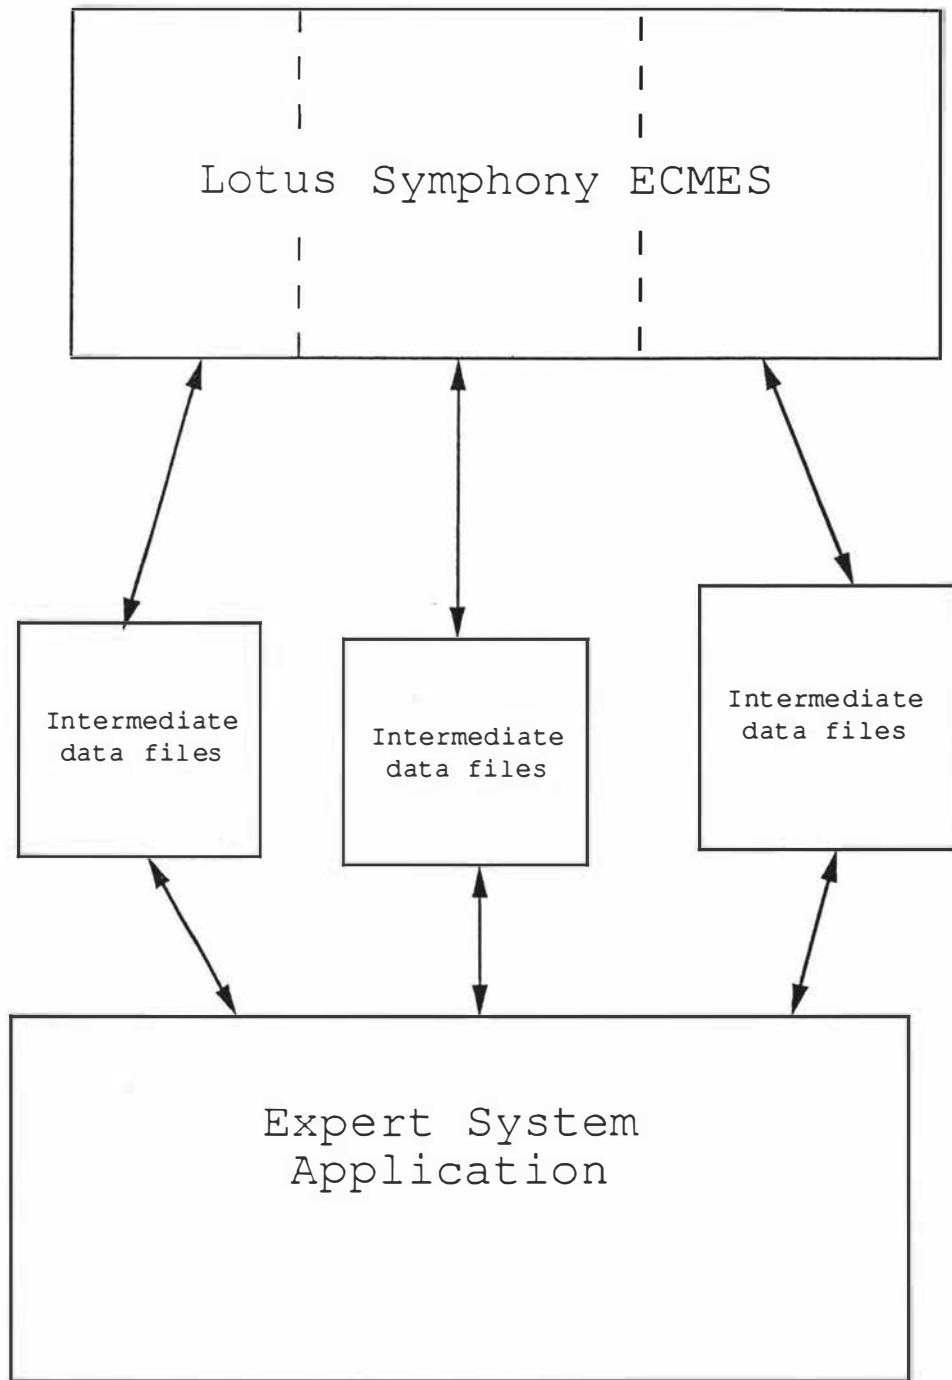 Lotus Symphony ECMES
Intermediate
data files
Intermediate
data files
Intermediate
data files
Expert System
Application